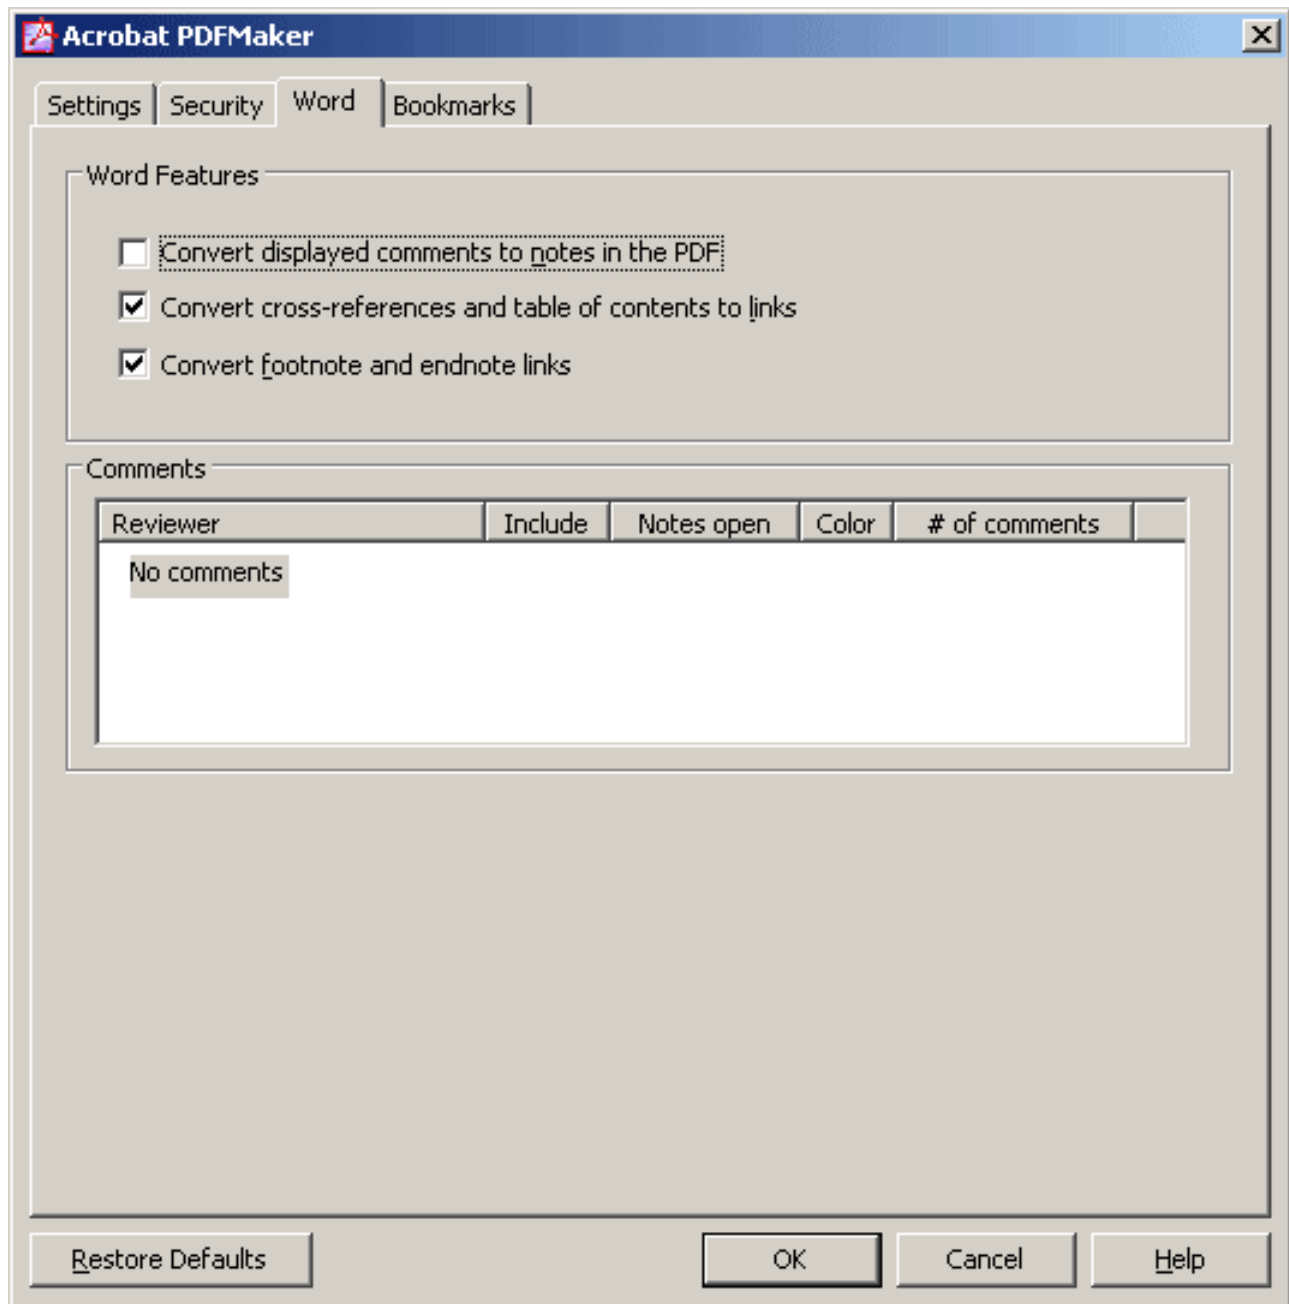 Acrobat PDFMaker
Settings Security Word Bookmarks
Word Features
Convert displayed comments to notes in the PDF
Convert cross-references and table of contents to links
Convert footnote and endnote links
Comments
Reviewer Include Notes open Color # of comments
No comments
Restore Defaults OK Cancel Help